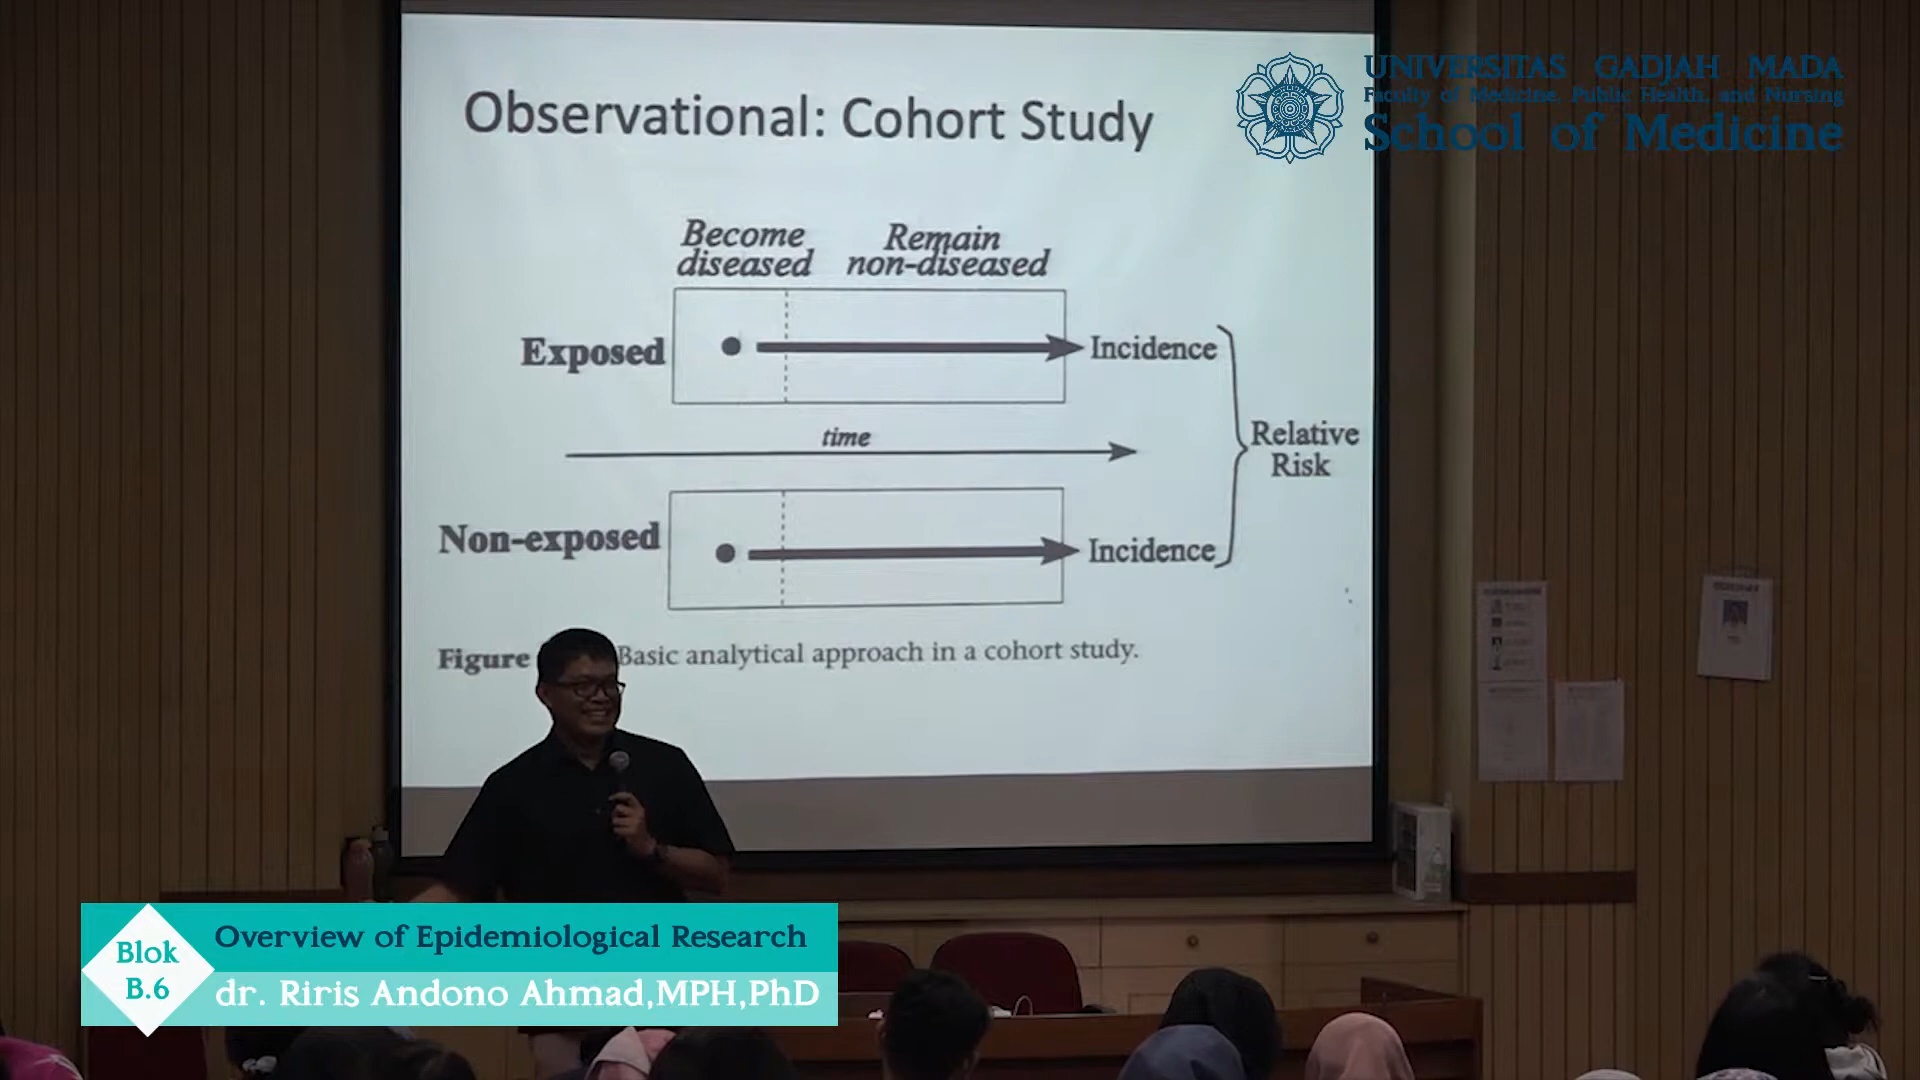 Observational: Cohort Study
UNIVERSITAS GADJAH MADA
Faculty of Medicine, Public Health, and Nursing
School of Medicine
Become
diseased
Remain
non-diseased
Exposed
Incidence
time
Relative
Risk
Non-exposed
Incidence
Figure
Basic analytical approach in a cohort study.
Blok
B.6
Overview of Epidemiological Research
dr. Riris Andono Ahmad,MPH,PhD